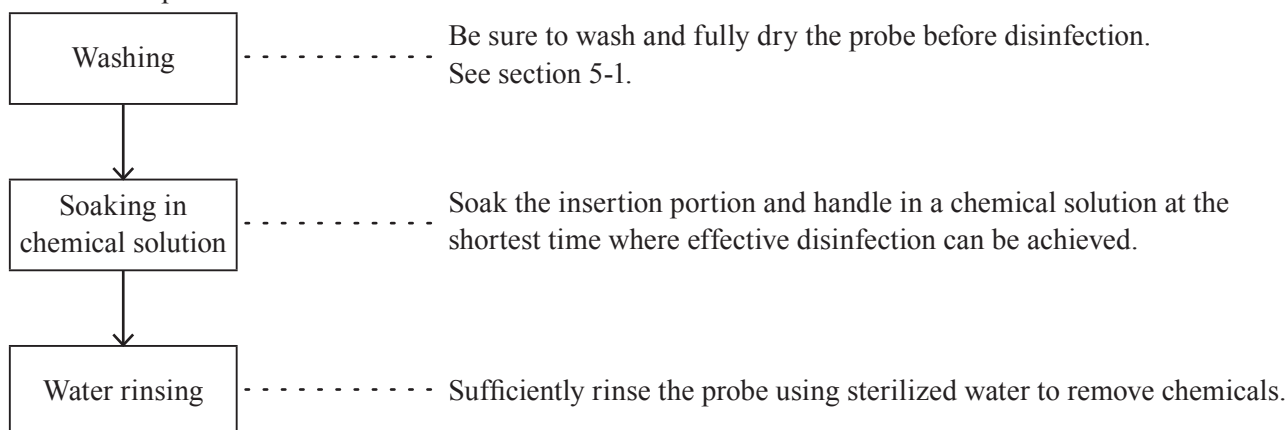 Washing
Be sure to wash and fully dry the probe before disinfection.
See section 5-1.
Soaking in
chemical solution
Soak the insertion portion and handle in a chemical solution at the
shortest time where effective disinfection can be achieved.
Water rinsing
Sufficiently rinse the probe using sterilized water to remove chemicals.